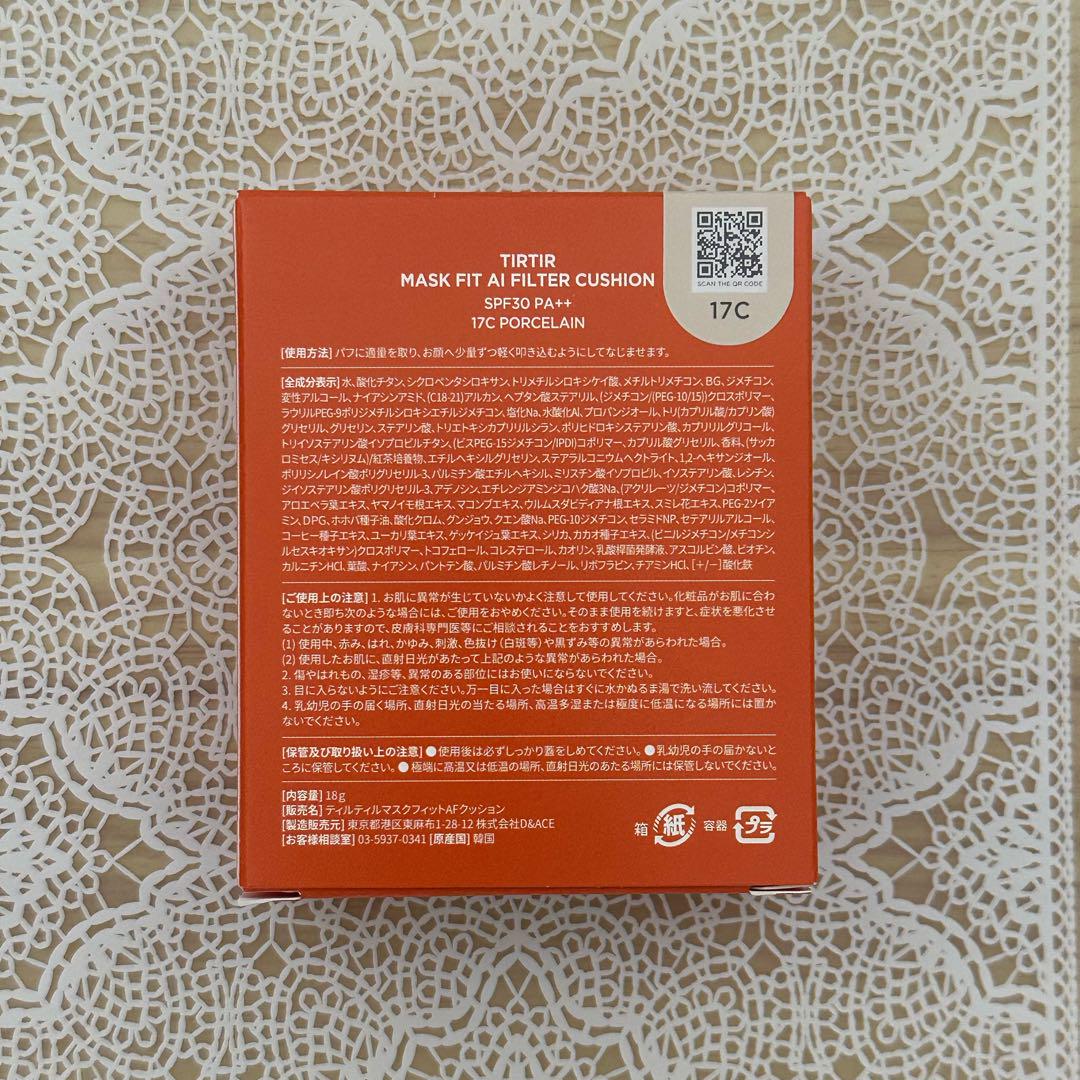 TIRTIR
MASK FIT AI FILTER CUSHION
SPF30 PA++
17C PORCELAIN
SCAN THE QR CODE
17C
[使用方法] パフに適量を取り、お顔へ少量ずつ軽く叩き込むようにしてなじませます。
[全成分表示] 水、酸化チタン、シクロペンタシロキサン、トリメチルシロキシケイ酸、メチルトリメチコン、BG、ジメチコン、
変性アルコール、ナイアシンアミド、(C18-21)アルカン、ヘプタン酸ステアリル、(ジメチコン/(PEG-10/15))クロスポリマー、
ラウリルPEG-9ポリジメチルシロキシエチルジメチコン、塩化Na、水酸化Al、プロパンジオール、トリ(カプリル酸/カプリン酸)
グリセリル、グリセリン、ステアリン酸、トリエトキシカプリリルシラン、ポリヒドロキシステアリン酸、カプリリルグリコール、
トリイソステアリン酸イソプロピルチタン、(ビスPEG-15ジメチコン/IPDI)コポリマー、カプリル酸グリセリル、香料、(サッカ
ロミセス/キシリヌム)/紅茶培養物、エチルヘキシルグリセリン、ステアラルコニウムヘクトライト、1,2-ヘキサンジオール、
ポリリシノレイン酸ポリグリセリル-3、パルミチン酸エチルヘキシル、ミリスチン酸イソプロピル、イソステアリン酸、レシチン、
ジイソステアリン酸ポリグリセリル-3、アデノシン、エチレンジアミンジコハク酸3Na、(アクリレーツ/ジメチコン)コポリマー、
アロエベラ葉エキス、ヤマノイモ根エキス、マコンブエキス、ウルムスダビディアナ根エキス、スミレ花エキス、PEG-2ソイア
ミン、DPG、ホホバ種子油、酸化クロム、グンジョウ、クエン酸Na、PEG-10ジメチコン、セラミドNP、セテアリルアルコール、
コーヒー種子エキス、ユーカリ葉エキス、ゲッケイジュ葉エキス、シリカ、カカオ種子エキス、(ビニルジメチコン/メチコンシ
ルセスキオキサン)クロスポリマー、トコフェロール、コレステロール、カオリン、乳酸桿菌発酵液、アスコルビン酸、ビオチン、
カルニチンHCl、葉酸、ナイアシン、パントテン酸、パルミチン酸レチノール、リボフラビン、チアミンHCl、[+/-]酸化鉄
[ご使用上の注意] 1. お肌に異常が生じていないかよく注意して使用してください。化粧品がお肌に合わ
ないとき即ち次のような場合には、ご使用をおやめください。そのまま使用を続けますと、症状を悪化させ
ることがありますので、皮膚科専門医等にご相談されることをおすすめします。
(1) 使用中、赤み、はれ、かゆみ、刺激、色抜け(白斑等)や黒ずみ等の異常があらわれた場合。
(2) 使用したお肌に、直射日光があたって上記のような異常があらわれた場合。
2. 傷やはれもの、湿疹等、異常のある部位にはお使いにならないでください。
3. 目に入らないようにご注意ください。万一目に入った場合はすぐに水かぬるま湯で洗い流してください。
4. 乳幼児の手の届く場所、直射日光の当たる場所、高温多湿または極度に低温になる場所には置か
ないでください。
[保管及び取り扱い上の注意] ●使用後は必ずしっかり蓋をしめてください。●乳幼児の手の届かないと
ころに保管してください。●極端に高温又は低温の場所、直射日光のあたる場所には保管しないでください。
[内容量] 18g
[販売名] ティルティルマスクフィットAFクッション
[製造販売元] 東京都港区東麻布1-28-12 株式会社D&ACE
[お客様相談室] 03-5937-0341 [原産国] 韓国
箱 紙 容器 プラ